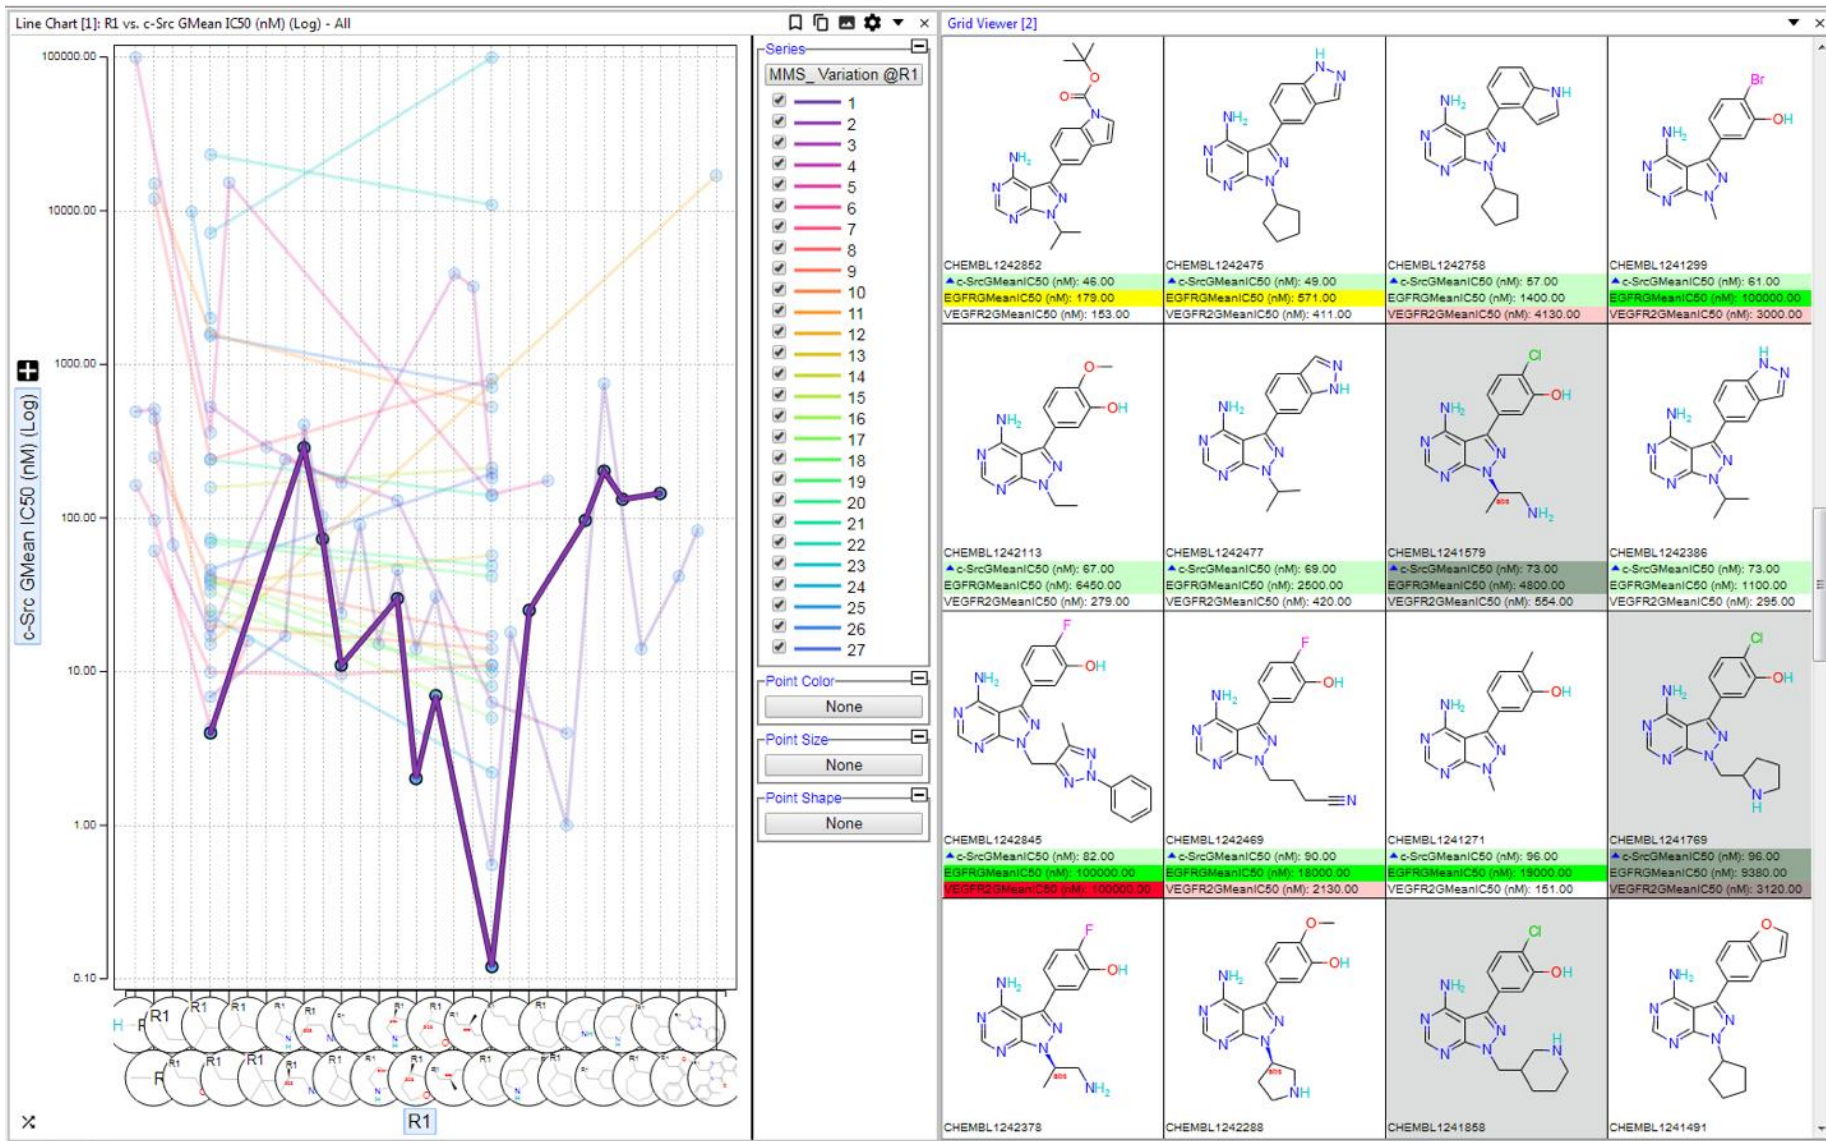 Line Chart [1]: R1 vs. c-Src GMean IC50 (nM) (Log) - All
100000.00
10000.00
1000.00
100.00
10.00
1.00
0.10
c-Src GMean IC50 (nM) (Log)
R1
Series
MMS_ Variation @R1
1
2
3
4
5
6
7
8
9
10
11
12
13
14
15
16
17
18
19
20
21
22
23
24
25
26
27
Point Color
None
Point Size
None
Point Shape
None
Grid Viewer [2]
CHEMBL1242852
c-SrcGMeanIC50 (nM): 46.00
EGFRGMeanIC50 (nM): 179.00
VEGFR2GMeanIC50 (nM): 153.00
CHEMBL1242475
c-SrcGMeanIC50 (nM): 49.00
EGFRGMeanIC50 (nM): 571.00
VEGFR2GMeanIC50 (nM): 411.00
CHEMBL1242758
c-SrcGMeanIC50 (nM): 57.00
EGFRGMeanIC50 (nM): 1400.00
VEGFR2GMeanIC50 (nM): 4130.00
CHEMBL1241299
c-SrcGMeanIC50 (nM): 61.00
EGFRGMeanIC50 (nM): 100000.00
VEGFR2GMeanIC50 (nM): 3000.00
CHEMBL1242113
c-SrcGMeanIC50 (nM): 67.00
EGFRGMeanIC50 (nM): 6450.00
VEGFR2GMeanIC50 (nM): 279.00
CHEMBL1242477
c-SrcGMeanIC50 (nM): 69.00
EGFRGMeanIC50 (nM): 2500.00
VEGFR2GMeanIC50 (nM): 420.00
CHEMBL1241579
c-SrcGMeanIC50 (nM): 73.00
EGFRGMeanIC50 (nM): 4800.00
VEGFR2GMeanIC50 (nM): 554.00
CHEMBL1242386
c-SrcGMeanIC50 (nM): 73.00
EGFRGMeanIC50 (nM): 1100.00
VEGFR2GMeanIC50 (nM): 295.00
CHEMBL1242845
c-SrcGMeanIC50 (nM): 82.00
EGFRGMeanIC50 (nM): 100000.00
VEGFR2GMeanIC50 (nM): 100000.00
CHEMBL1242469
c-SrcGMeanIC50 (nM): 90.00
EGFRGMeanIC50 (nM): 18000.00
VEGFR2GMeanIC50 (nM): 2130.00
CHEMBL1241271
c-SrcGMeanIC50 (nM): 96.00
EGFRGMeanIC50 (nM): 19000.00
VEGFR2GMeanIC50 (nM): 151.00
CHEMBL1241769
c-SrcGMeanIC50 (nM): 96.00
EGFRGMeanIC50 (nM): 9380.00
VEGFR2GMeanIC50 (nM): 3120.00
CHEMBL1242378
CHEMBL1242288
CHEMBL1241858
CHEMBL1241491